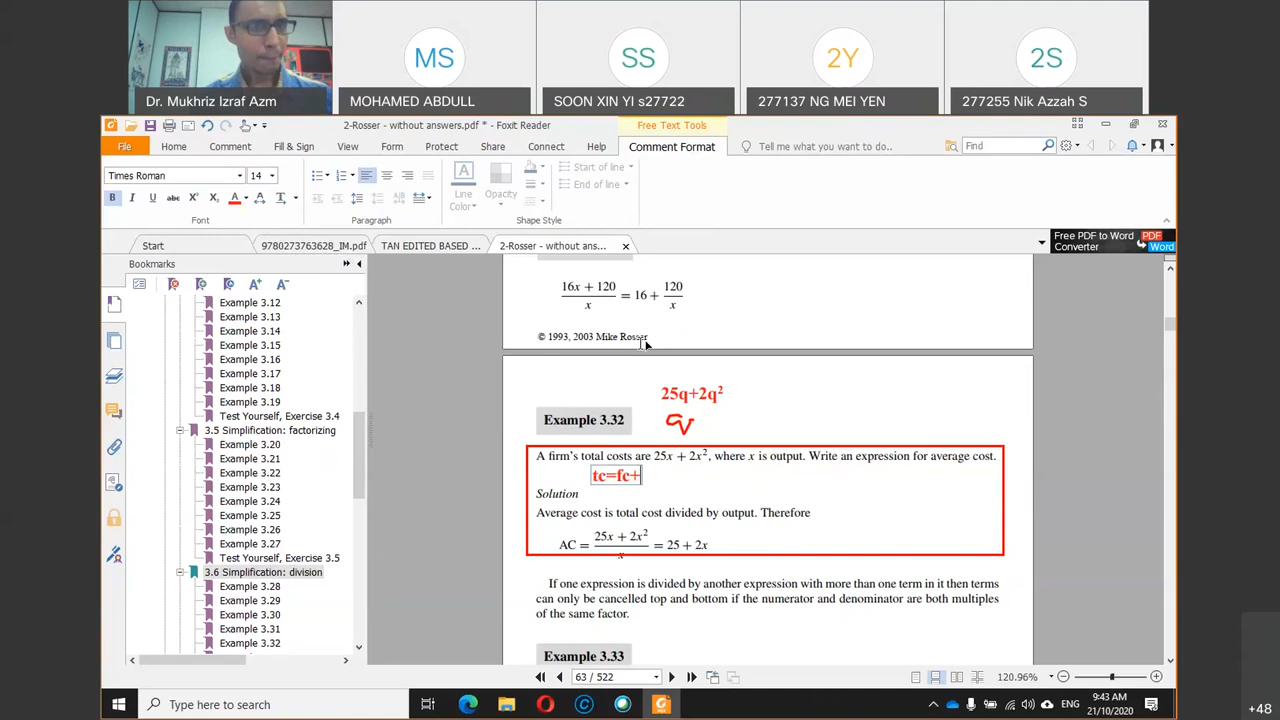 MS
SS
2Y
2S
Dr. Mukhriz Izraf Azm
MOHAMED ABDULL
SOON XIN YI s27722
277137 NG MEI YEN
277255 Nik Azzah S
2-Rosser - without answers.pdf * - Foxit Reader
Free Text Tools
File Home Comment Fill & Sign View Form Protect Share Connect Help Comment Format Tell me what you want to do.. Find
Times Roman 14
B I U abc X² X₂ A T
Line Color
Opacity
Start of line
End of line
Font Paragraph Shape Style
Start 9780273763628_IM.pdf TAN EDITED BASED ... 2-Rosser - without ans...
Free PDF to Word Converter PDF Word
Bookmarks
Example 3.12
Example 3.13
Example 3.14
Example 3.15
Example 3.16
Example 3.17
Example 3.18
Example 3.19
Test Yourself, Exercise 3.4
3.5 Simplification: factorizing
Example 3.20
Example 3.21
Example 3.22
Example 3.23
Example 3.24
Example 3.25
Example 3.26
Example 3.27
Test Yourself, Exercise 3.5
3.6 Simplification: division
Example 3.28
Example 3.29
Example 3.30
Example 3.31
Example 3.32
16x + 120 / x = 16 + 120 / x
© 1993, 2003 Mike Rosser
25q+2q²
q
Example 3.32
A firm's total costs are 25x + 2x², where x is output. Write an expression for average cost.
tc=fc+
Solution
Average cost is total cost divided by output. Therefore
AC = 25x + 2x² / x = 25 + 2x
If one expression is divided by another expression with more than one term in it then terms
can only be cancelled top and bottom if the numerator and denominator are both multiples
of the same factor.
Example 3.33
63 / 522
120.96%
Type here to search
ENG
9:43 AM
21/10/2020
+48